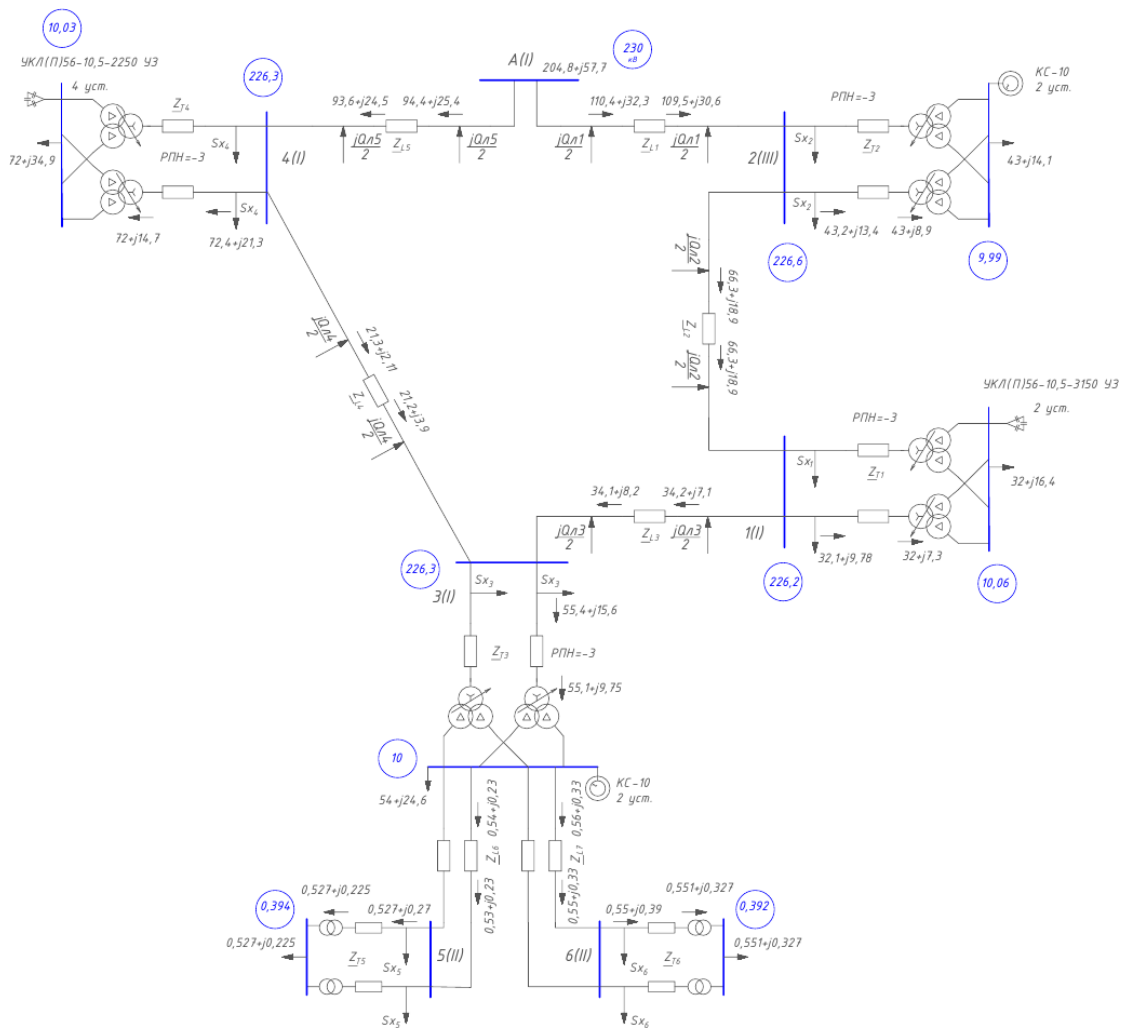 10,03
УКЛ(П)56-10,5-2250 УЗ
4 уст.
Z_T4
226,3
А(I)
230
кВ
204,8+j57,7
КС-10
2 уст.
93,6+j24,5
94,4+j25,4
110,4+j32,3
109,5+j30,6
РПН=-3
РПН=-3
72+j34,9
Sx4
4(I)
jQл5
2
Z_L5
jQл5
2
jQл1
2
Z_L1
jQл1
2
2(III)
Sx2
Z_T2
43+j14,1
Sx4
72+j14,7
72,4+j21,3
Sx2
43,2+j13,4
43+j8,9
jQл2
2
226,6
9,99
66,3+j18,9
Z_L2
66,3+j18,9
jQл2
2
jQл4
2
21,3+j2,11
Z_L4
21,2+j3,9
jQл4
2
УКЛ(П)56-10,5-3150 УЗ
2 уст.
РПН=-3
Sx1
Z_T1
32+j16,4
34,1+j8,2
34,2+j7,1
jQл3
2
Z_L3
jQл3
2
1(I)
32,1+j9,78
32+j7,3
226,3
226,2
10,06
3(I)
Sx3
Sx3
55,4+j15,6
Z_T3
РПН=-3
55,1+j9,75
10
54+j24,6
КС-10
2 уст.
0,54+j0,23
0,56+j0,33
Z_L6
Z_L7
0,53+j0,23
0,55+j0,33
0,394
0,527+j0,225
0,527+j0,27
0,55+j0,39
0,551+j0,327
0,392
0,527+j0,225
Z_T5
Sx5
5(II)
6(II)
Sx6
Z_T6
0,551+j0,327
Sx5
Sx6